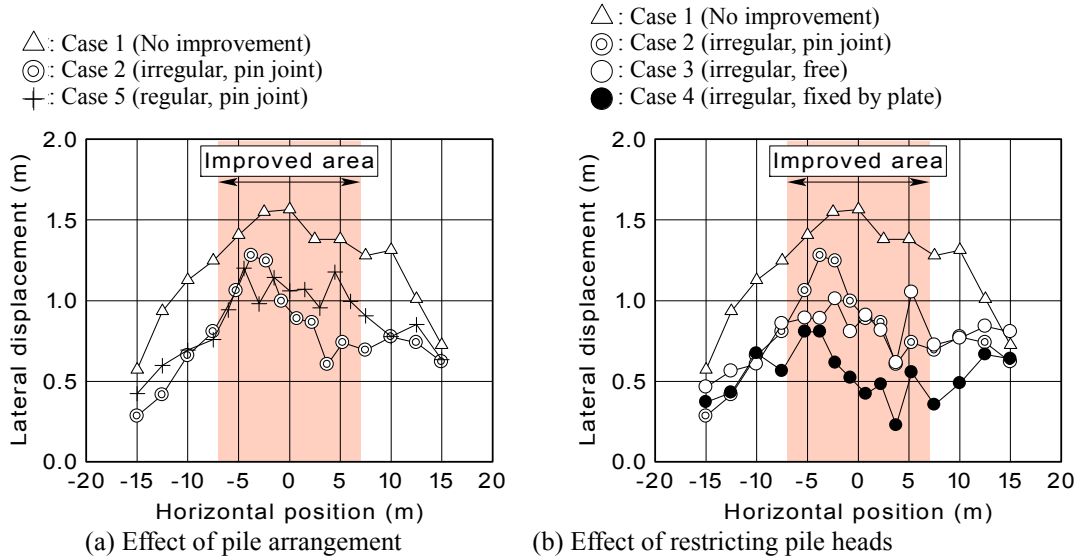 △: Case 1 (No improvement)
◎: Case 2 (irregular, pin joint)
+: Case 5 (regular, pin joint)
2.0
1.5
1.0
0.5
0.0
Lateral displacement (m)
Improved area
-20 -15 -10 -5 0 5 10 15 20
Horizontal position (m)
(a) Effect of pile arrangement
△: Case 1 (No improvement)
◎: Case 2 (irregular, pin joint)
○: Case 3 (irregular, free)
●: Case 4 (irregular, fixed by plate)
2.0
1.5
1.0
0.5
0.0
Lateral displacement (m)
Improved area
-20 -15 -10 -5 0 5 10 15 20
Horizontal position (m)
(b) Effect of restricting pile heads